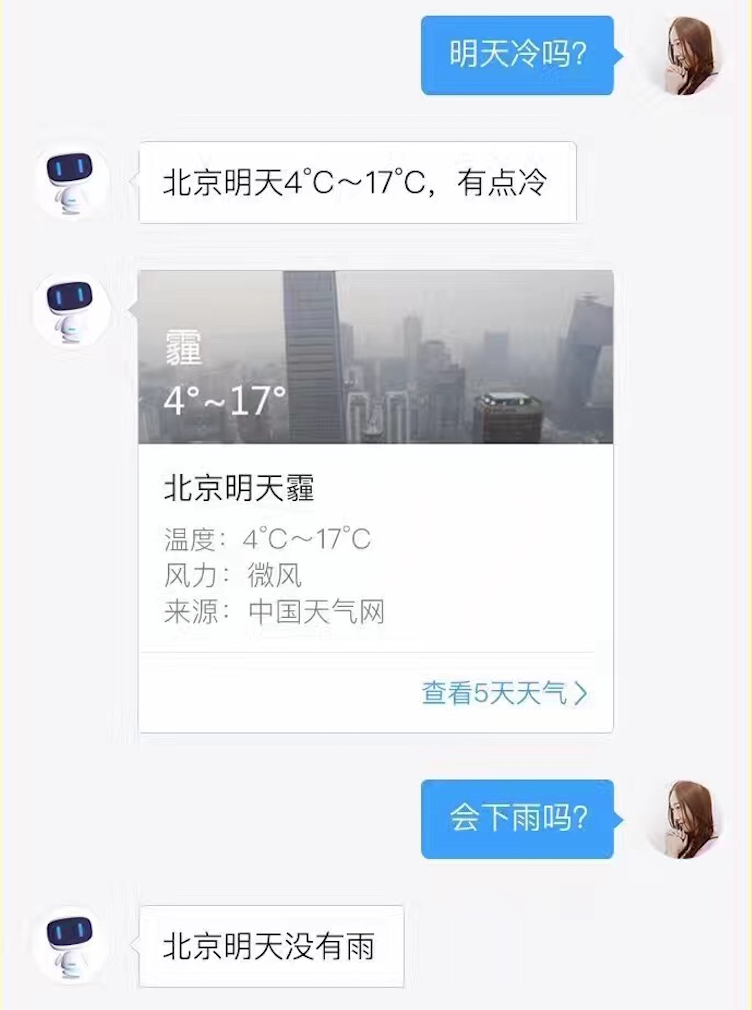 明天冷吗?
北京明天4°C~17°C，有点冷
霾
4°~17°
北京明天霾
温度：4°C~17°C
风力：微风
来源：中国天气网
查看5天天气 >
会下雨吗?
北京明天没有雨